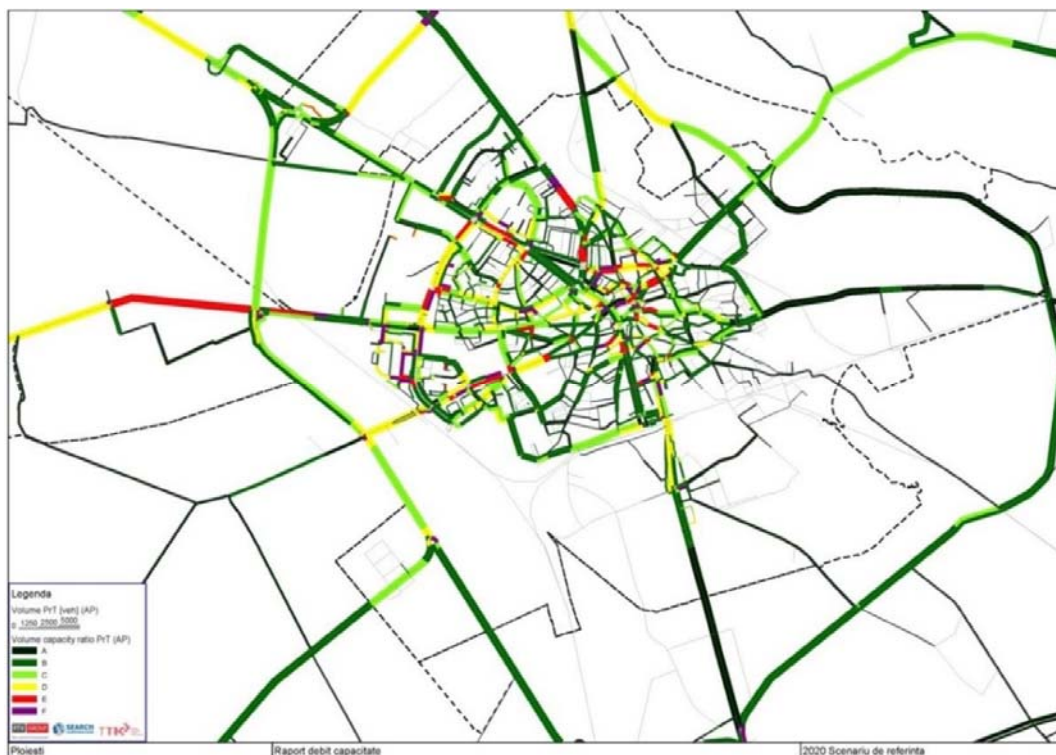 Legenda
Volume PrT [veh] (AP)
0 1250 2500 5000
Volume capacity ratio PrT (AP)
A
B
C
D
E
F
SEARCH
TTK
Ploiesti
Raport debit capacitate
2020 Scenariu de referinta